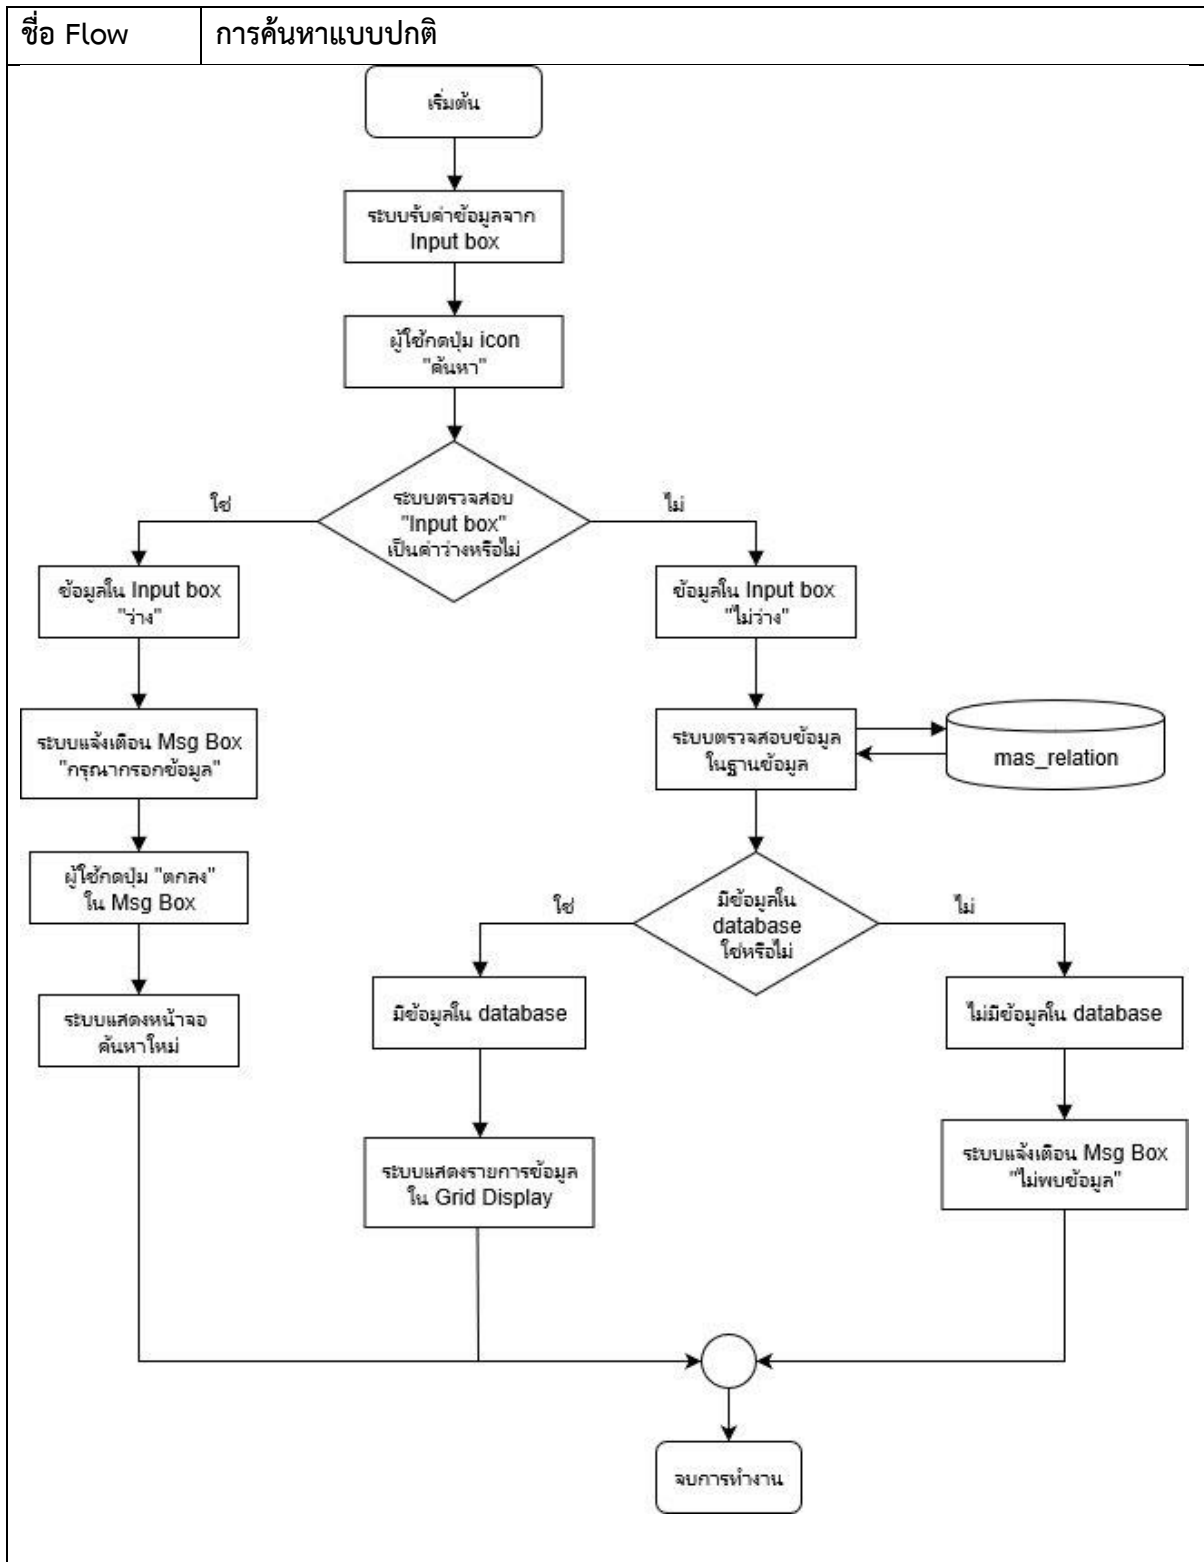 ชื่อ Flow การค้นหาแบบปกติ
เริ่มต้น
ระบบรับค่าข้อมูลจาก
Input box
ผู้ใช้กดปุ่ม icon
"ค้นหา"
ระบบตรวจสอบ
"Input box"
เป็นค่าว่างหรือไม่
ใช่
ไม่
ข้อมูลใน Input box
"ว่าง"
ระบบแจ้งเตือน Msg Box
"กรุณากรอกข้อมูล"
ผู้ใช้กดปุ่ม "ตกลง"
ใน Msg Box
ระบบแสดงหน้าจอ
ค้นหาใหม่
ข้อมูลใน Input box
"ไม่ว่าง"
ระบบตรวจสอบข้อมูล
ในฐานข้อมูล
mas_relation
มีข้อมูลใน
database
ใช่หรือไม่
ใช่
ไม่
มีข้อมูลใน database
ระบบแสดงรายการข้อมูล
ใน Grid Display
ไม่มีข้อมูลใน database
ระบบแจ้งเตือน Msg Box
"ไม่พบข้อมูล"
จบการทำงาน